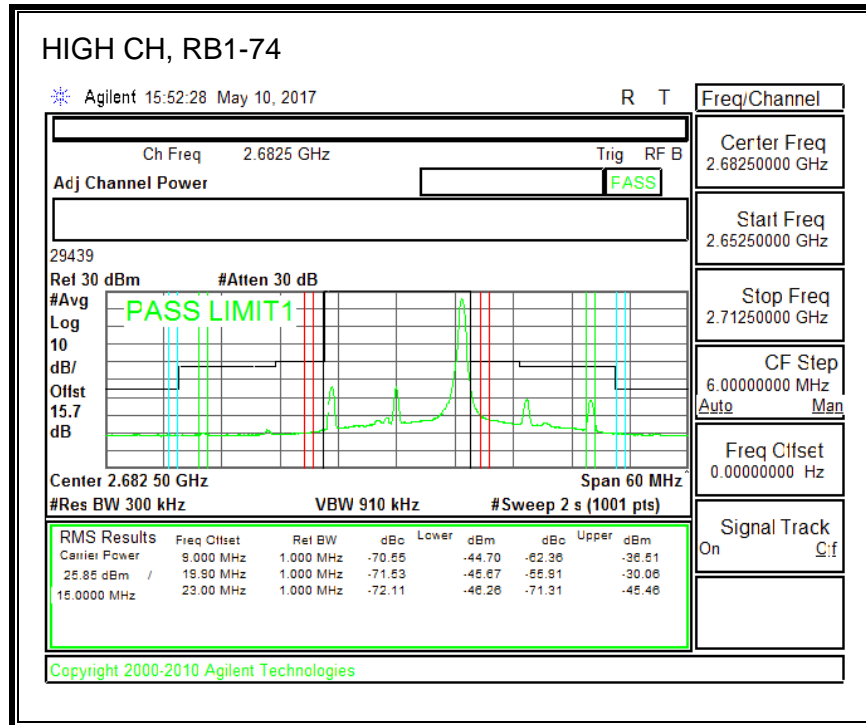 HIGH CH, RB1-74
Agilent 15:52:28 May 10, 2017 R T
Freq/Channel
Ch Freq 2.6825 GHz Trig RF B
Adj Channel Power PASS
Center Freq
2.68250000 GHz
Start Freq
2.65250000 GHz
Stop Freq
2.71250000 GHz
CF Step
6.00000000 MHz
Auto Man
Freq Offset
0.00000000 Hz
Signal Track
On Off
29439
Ref 30 dBm #Atten 30 dB
#Avg
Log
10
dB/
Offst
15.7
dB
PASS LIMIT1
Center 2.682 50 GHz Span 60 MHz
#Res BW 300 kHz VBW 910 kHz #Sweep 2 s (1001 pts)
RMS Results Freq Offset Ref BW dBc Lower dBm dBc Upper dBm
Carrier Power 9.000 MHz 1.000 MHz -70.55 -44.70 -62.36 -36.51
25.85 dBm / 19.90 MHz 1.000 MHz -71.53 -45.67 -55.91 -30.06
15.0000 MHz 23.00 MHz 1.000 MHz -72.11 -46.26 -71.31 -45.46
Copyright 2000-2010 Agilent Technologies